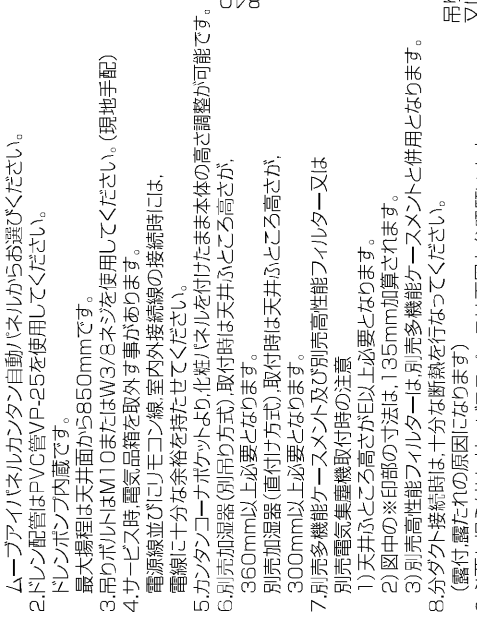 ムーブアイパネルカンタン自動パネルからお選びください。
2.ドレン配管はPVC管VP-25を使用してください。
ドレンポンプ内蔵です。
最大揚程は天井面から850mmです。
3.吊りボルトはM10またはW3/8ネジを使用してください。(現地手配)
4.サービス時,電気品箱を取外す事があります。
電源線並びにリモコン線,室内外接続線の接続時には,
電線に十分な余裕を持たせてください。
5.カンタンコーナポケットより,化粧パネルを付けたまま本体の高さ調整が可能です。
6.別売加湿器(別吊り方式),取付時は天井ふところ高さが,
360mm以上必要となります。
別売加湿器(直付け方式),取付時は天井ふところ高さが,
300mm以上必要となります。
7.別売多機能ケースメント及び別売高性能フィルター又は
別売電気集塵機取付時の注意
1)天井ふところ高さがE以上必要となります。
2)図中の※印部の寸法は,135mm加算されます。
3)別売高性能フィルターは,別売多機能ケースメントと併用となります。
8.分ダクト接続時は,十分な断熱を行なってください。
(露付,露たれの原因になります)